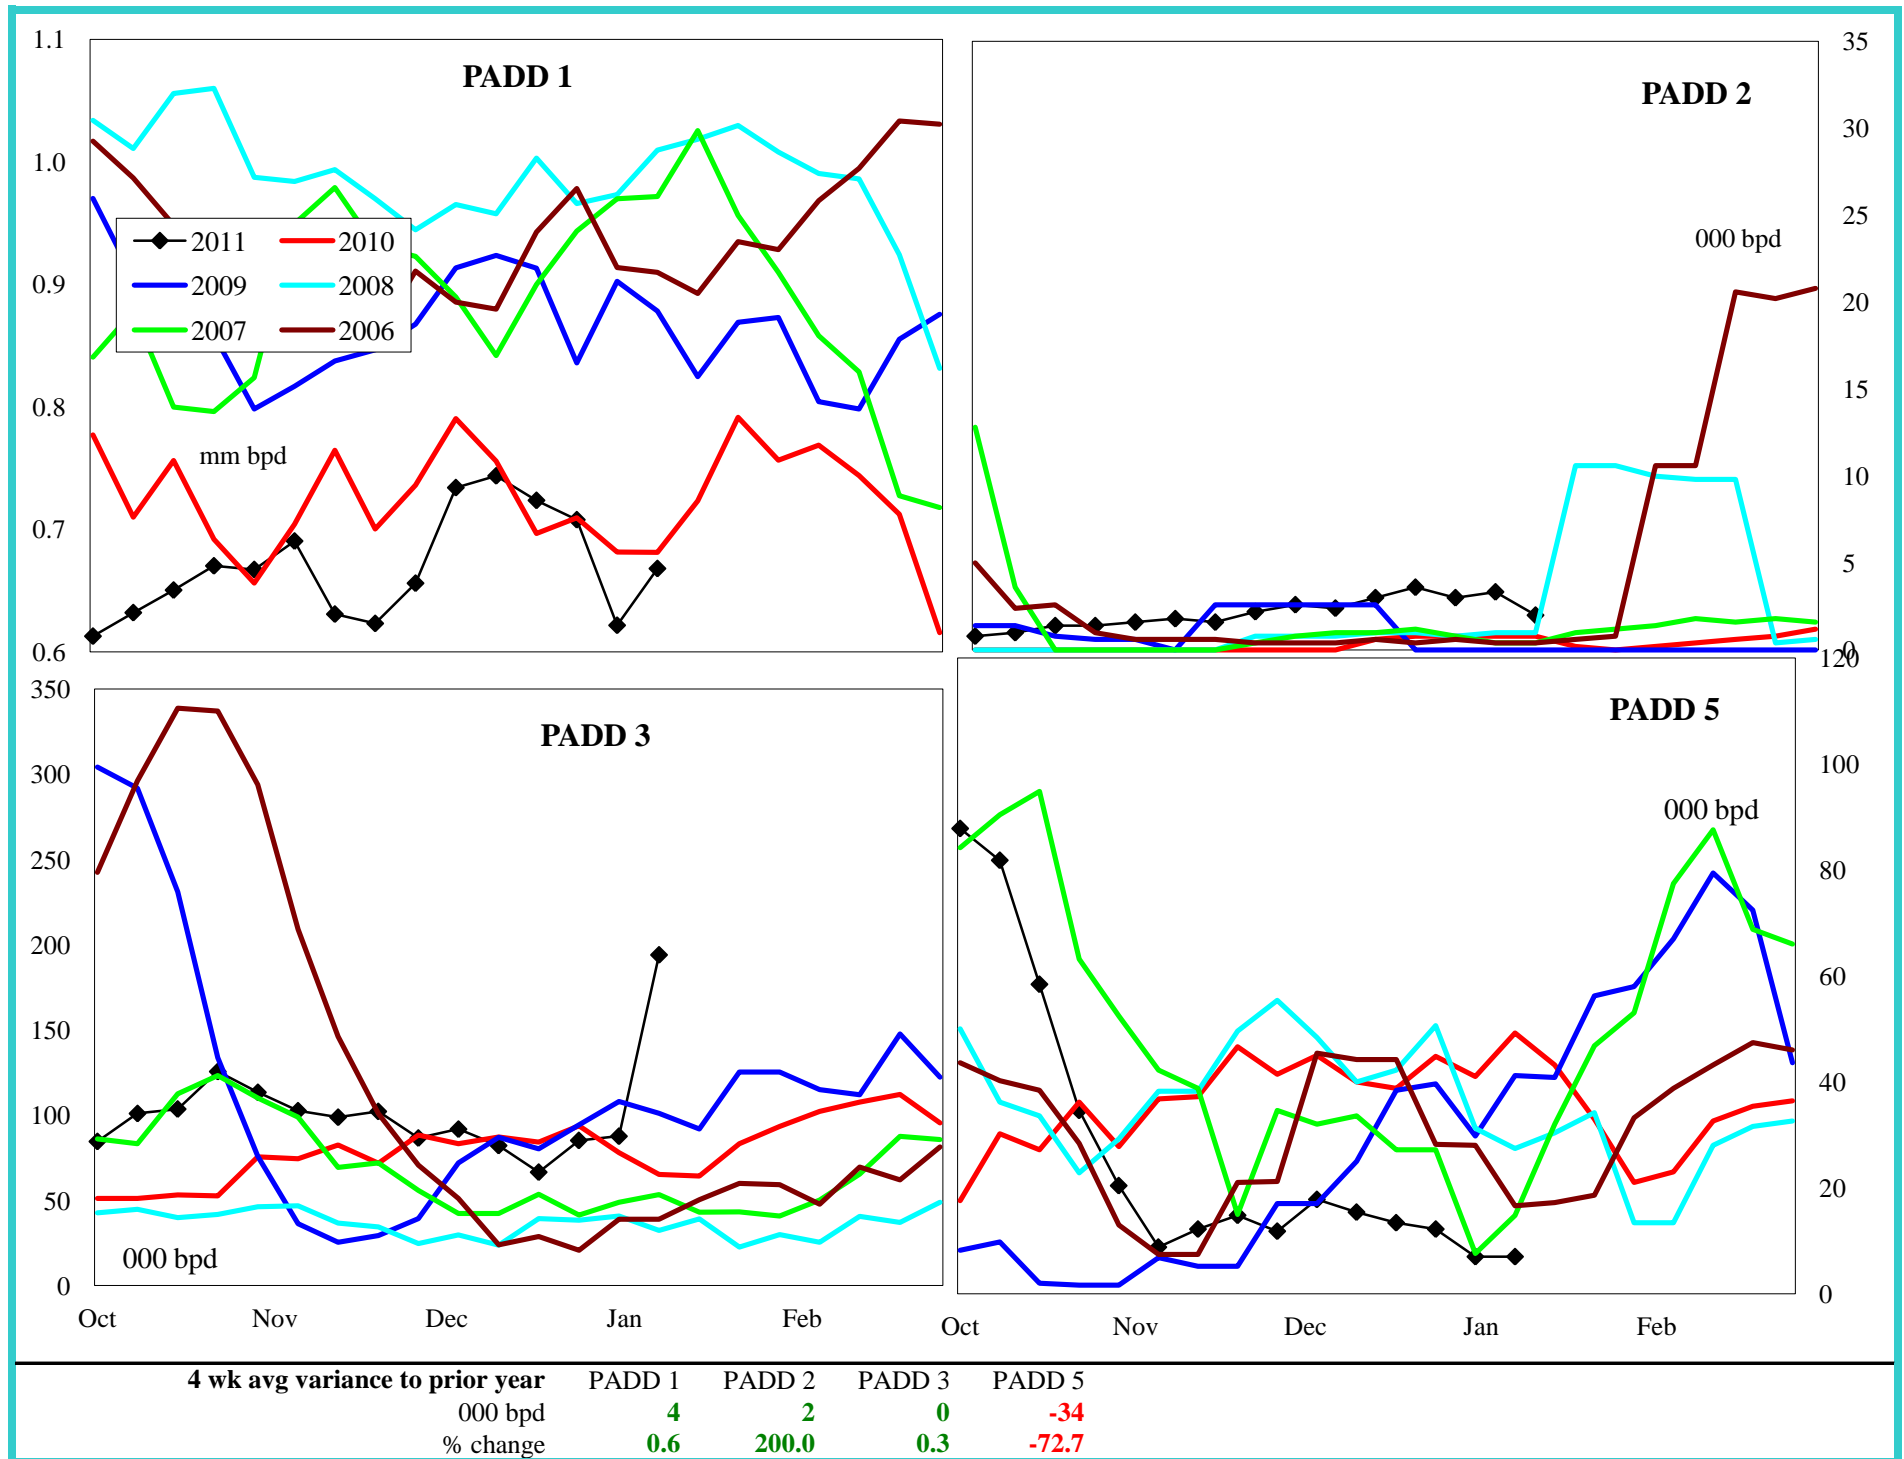 PADD 1
1.1
1.0
0.9
0.8
0.7
0.6
2011 2010
2009 2008
2007 2006
mm bpd
PADD 2
35
30
25
20
15
10
5
0
000 bpd
PADD 3
350
300
250
200
150
100
50
0
000 bpd
Oct Nov Dec Jan Feb
PADD 5
120
100
80
60
40
20
0
000 bpd
Oct Nov Dec Jan Feb
4 wk avg variance to prior year PADD 1 PADD 2 PADD 3 PADD 5
000 bpd 4 2 0 -34
% change 0.6 200.0 0.3 -72.7